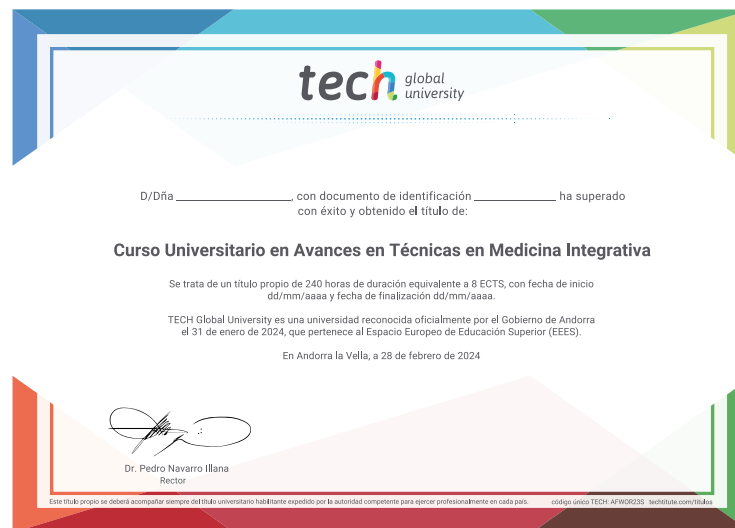 tech global university
D/Dña ______________________, con documento de identificación _______________ ha superado
con éxito y obtenido el título de:
Curso Universitario en Avances en Técnicas en Medicina Integrativa
Se trata de un título propio de 240 horas de duración equivalente a 8 ECTS, con fecha de inicio
dd/mm/aaaa y fecha de finalización dd/mm/aaaa.
TECH Global University es una universidad reconocida oficialmente por el Gobierno de Andorra
el 31 de enero de 2024, que pertenece al Espacio Europeo de Educación Superior (EEES).
En Andorra la Vella, a 28 de febrero de 2024
Dr. Pedro Navarro Illana
Rector
Este título propio se deberá acompañar siempre del título universitario habilitante expedido por la autoridad competente para ejercer profesionalmente en cada país. código único TECH: AFWOR23S techtitute.com/titulos